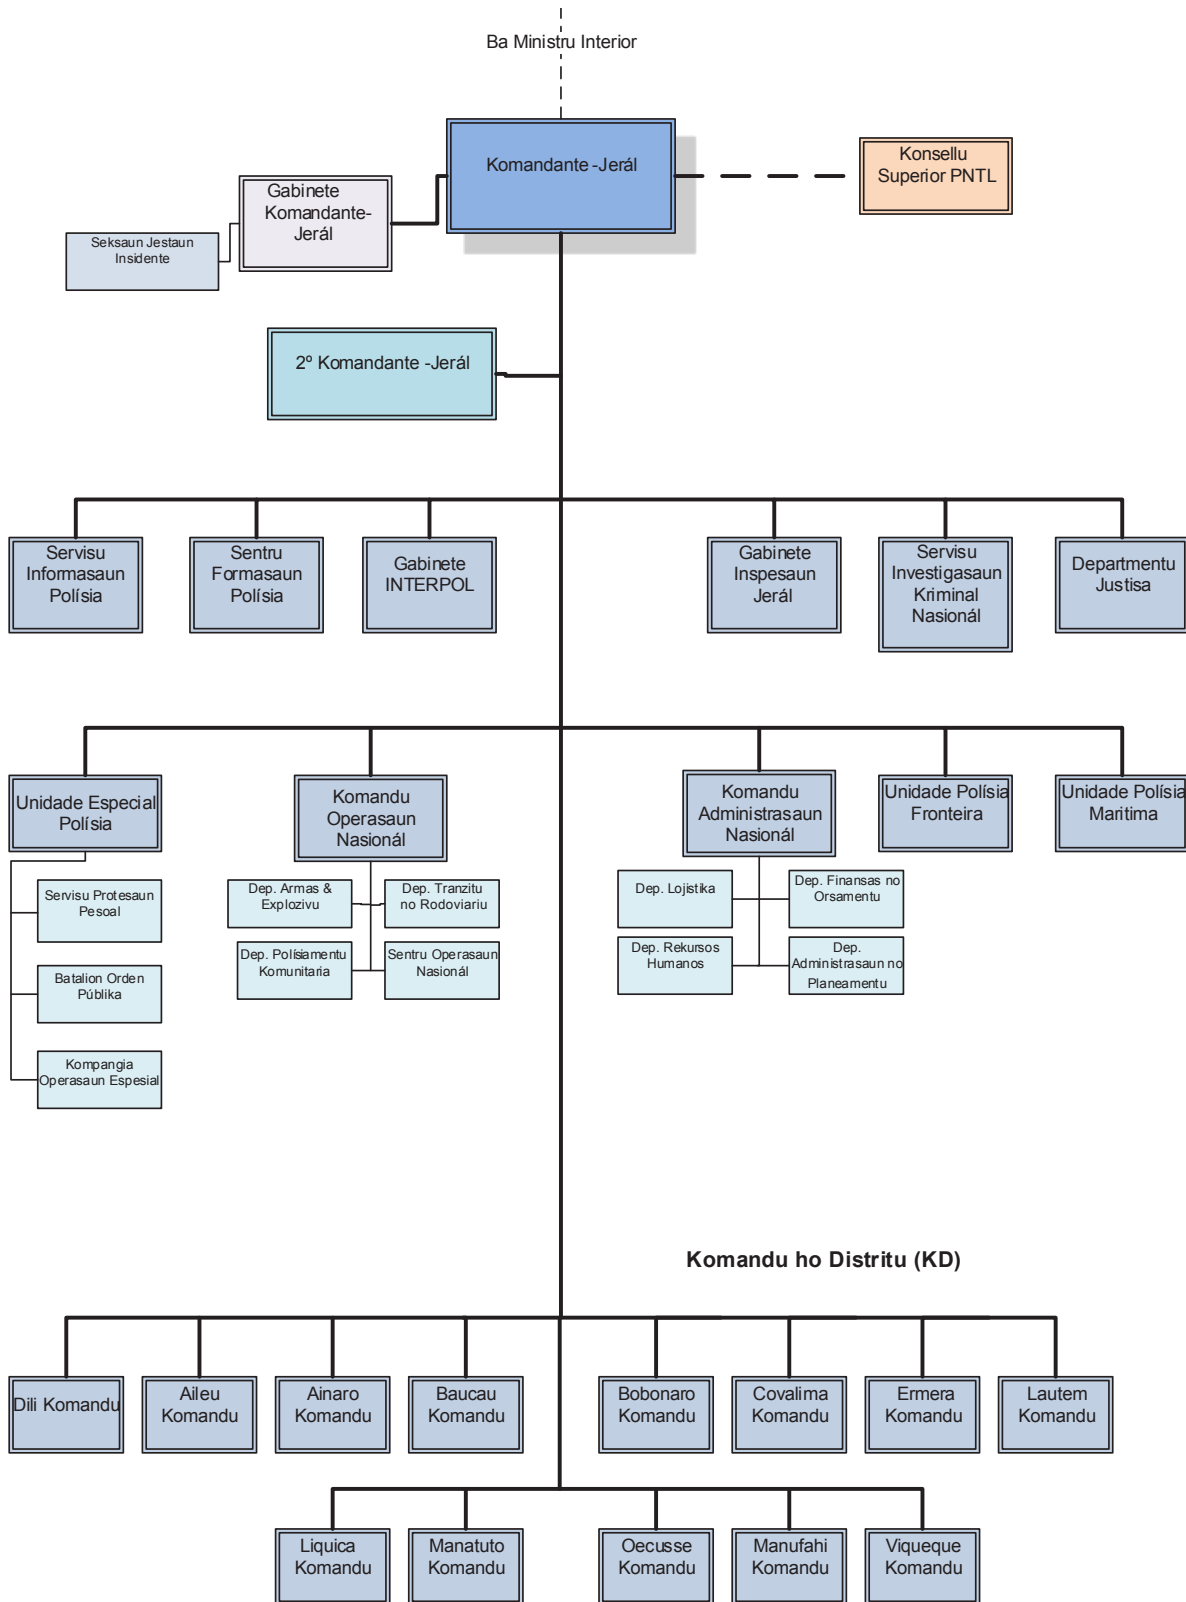 Ba Ministru Interior
Komandante -Jerál
Konsellu
Superior PNTL
Gabinete
Komandante-
Jerál
Seksaun Jestaun
Insidente
2º Komandante -Jerál
Servisu
Informasaun
Polísia
Sentru
Formasaun
Polísia
Gabinete
INTERPOL
Gabinete
Inspesaun
Jerál
Servisu
Investigasaun
Kriminal
Nasionál
Departmentu
Justisa
Unidade Especial
Polísia
Komandu
Operasaun
Nasionál
Komandu
Administrasaun
Nasionál
Unidade Polísia
Fronteira
Unidade Polísia
Maritima
Servisu Protesaun
Pesoal
Batalion Orden
Públika
Kompangia
Operasaun Espesial
Dep. Armas &
Explozivu
Dep. Tranzitu
no Rodoviariu
Dep. Polísiamentu
Komunitaria
Sentru Operasaun
Nasionál
Dep. Lojistika
Dep. Finansas no
Orsamentu
Dep. Rekursos
Humanos
Dep.
Administrasaun no
Planeamentu
Komandu ho Distritu (KD)
Dili Komandu
Aileu
Komandu
Ainaro
Komandu
Baucau
Komandu
Bobonaro
Komandu
Covalima
Komandu
Ermera
Komandu
Lautem
Komandu
Liquica
Komandu
Manatuto
Komandu
Oecusse
Komandu
Manufahi
Komandu
Viqueque
Komandu